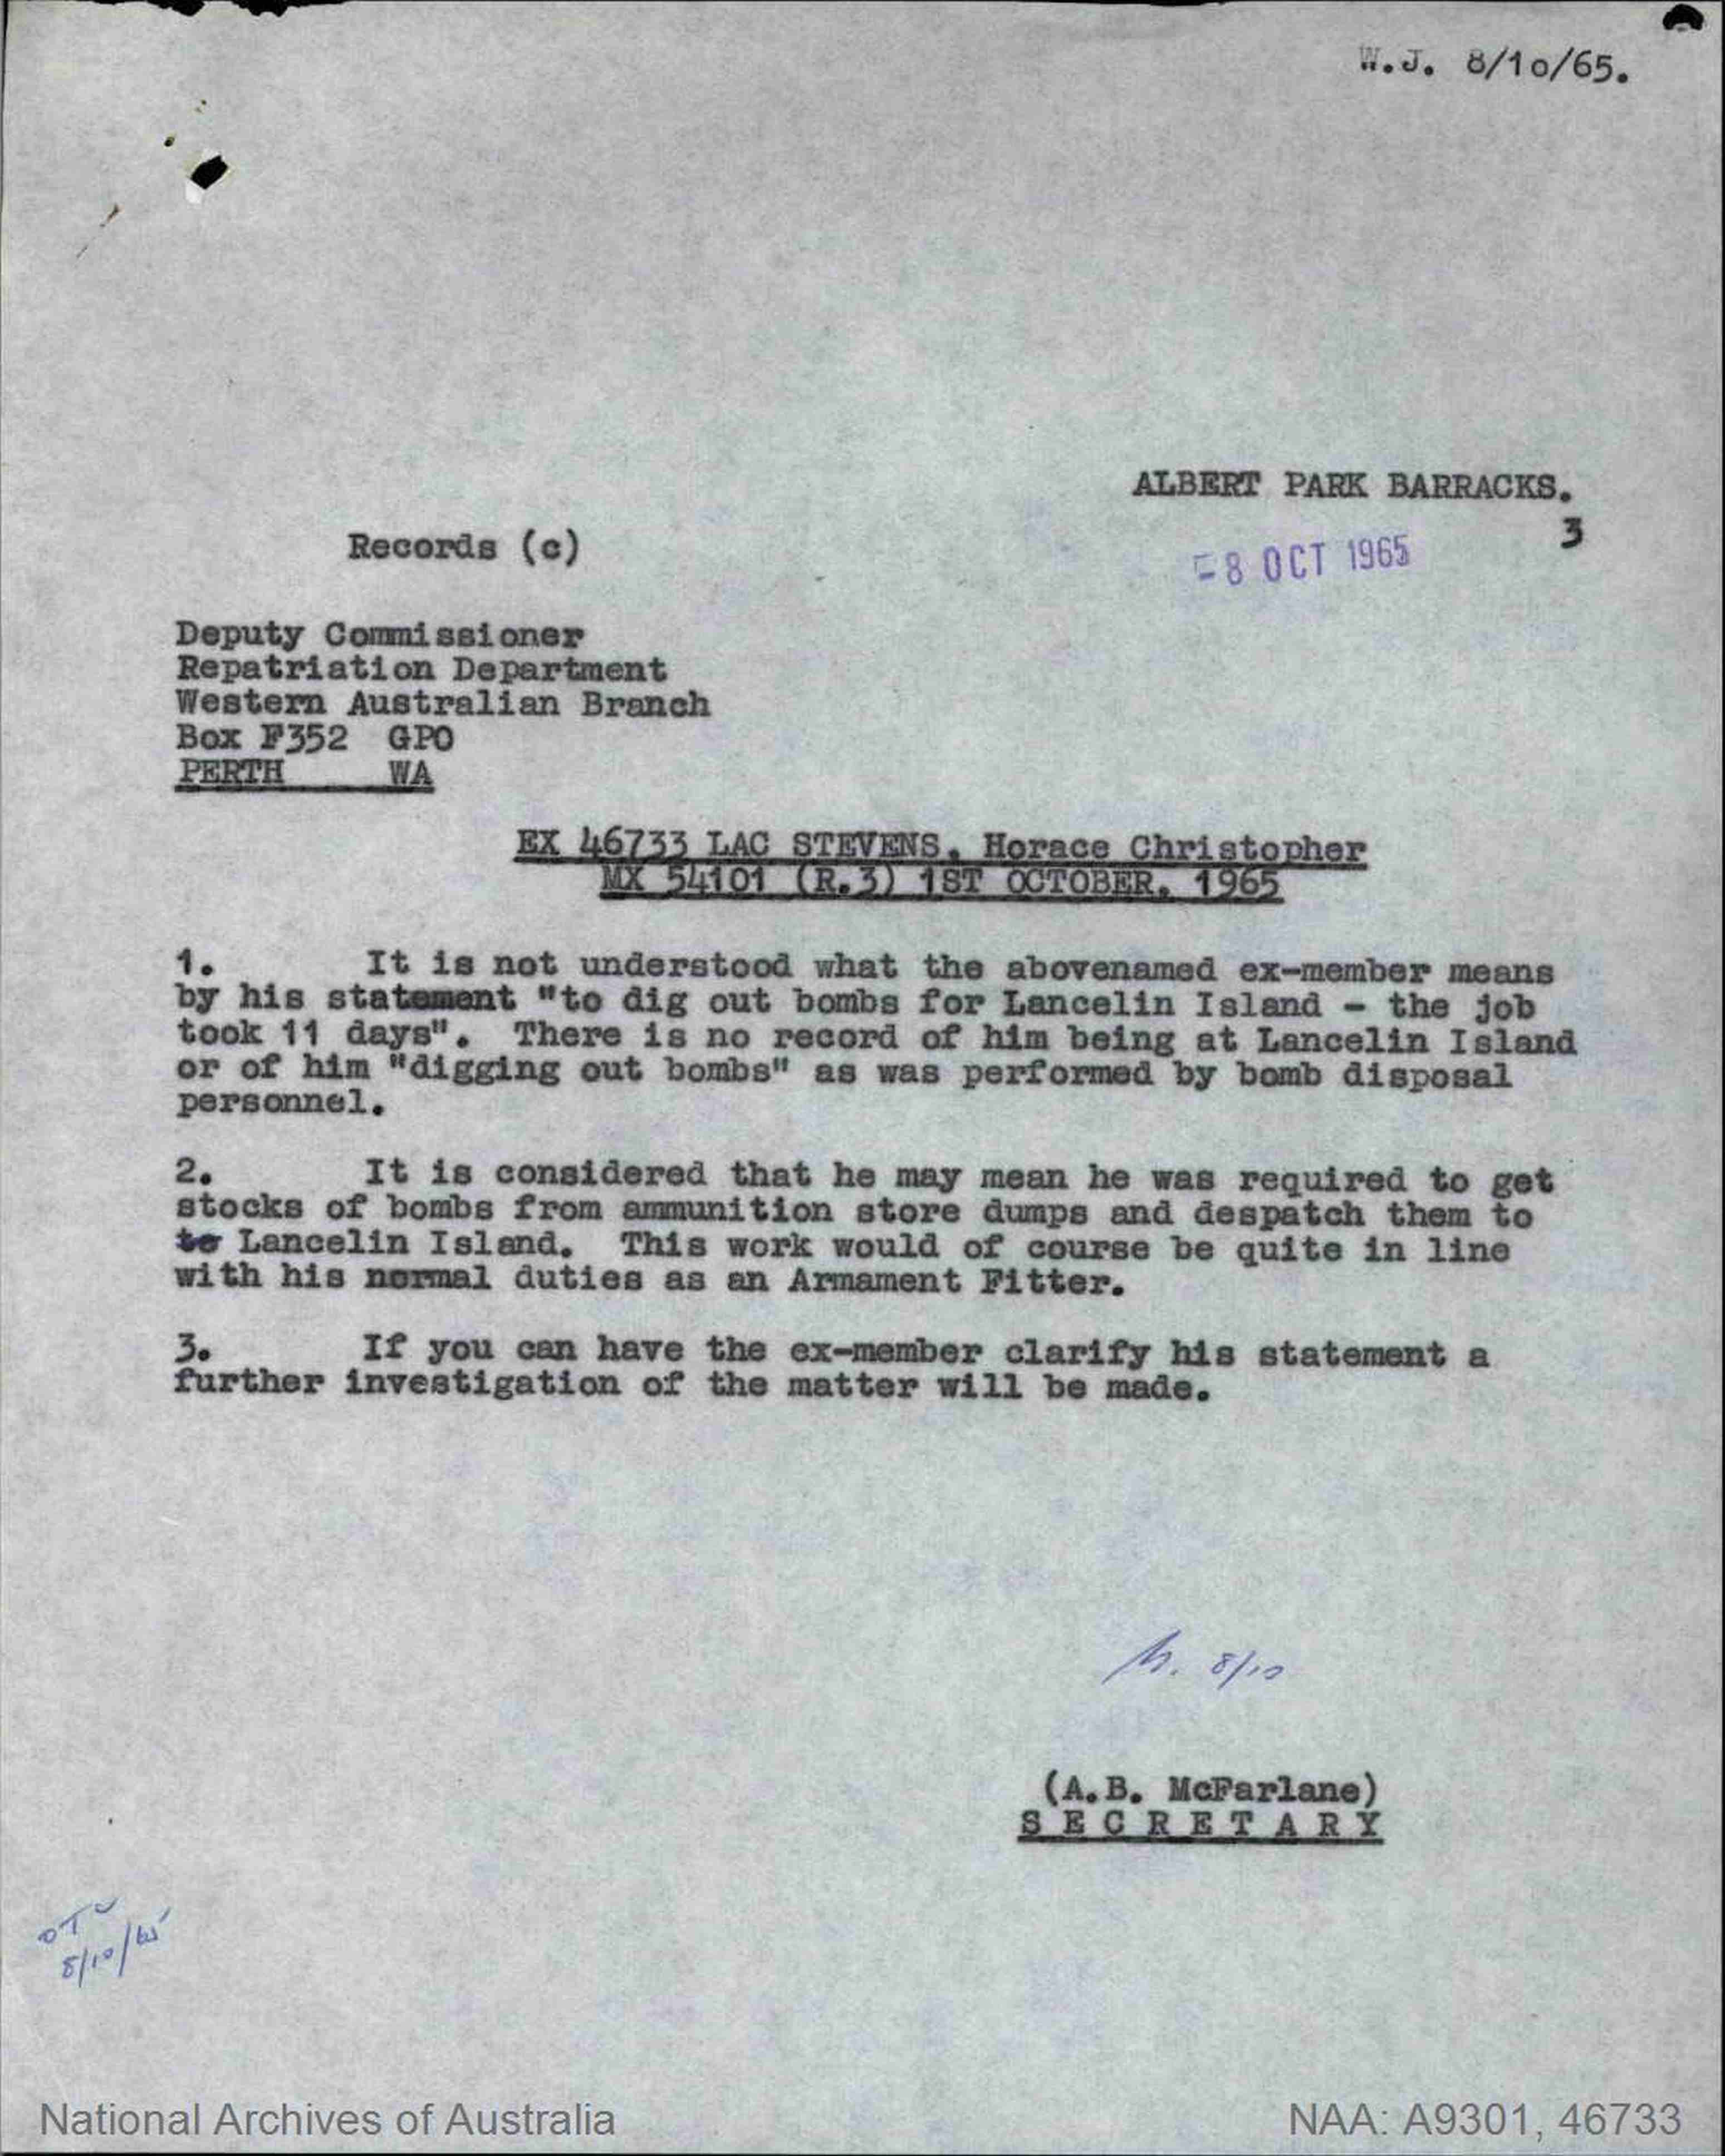 W.J. 8/10/65.
ALBERT PARK BARRACKS.
3
Records (c)
-8 OCT 1965
Deputy Commissioner
Repatriation Department
Western Australian Branch
Box F352 GPO
PERTH WA
EX 46733 LAC STEVENS. Horace Christopher
MX 54101 (R.3) 1ST OCTOBER. 1965
1. It is not understood what the abovenamed ex-member means
by his statement "to dig out bombs for Lancelin Island - the job
took 11 days". There is no record of him being at Lancelin Island
or of him "digging out bombs" as was performed by bomb disposal
personnel.
2. It is considered that he may mean he was required to get
stocks of bombs from ammunition store dumps and despatch them to
to Lancelin Island. This work would of course be quite in line
with his normal duties as an Armament Fitter.
3. If you can have the ex-member clarify his statement a
further investigation of the matter will be made.
8/10
(A.B. McFarlane)
SECRETARY
8/10/65
National Archives of Australia
NAA: A9301, 46733